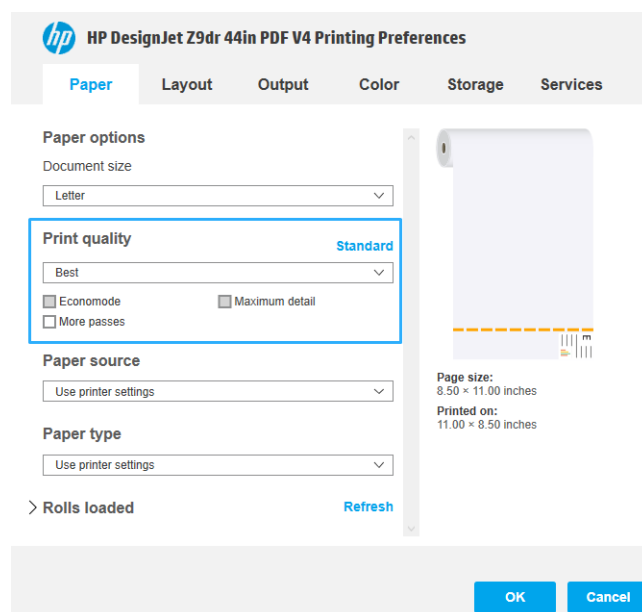 hp HP DesignJet Z9dr 44in PDF V4 Printing Preferences
Paper Layout Output Color Storage Services
Paper options
Document size
Letter
Print quality
Standard
Best
Economode Maximum detail
More passes
Paper source
Use printer settings
Paper type
Use printer settings
Rolls loaded
Refresh
E
Page size:
8.50 × 11.00 inches
Printed on:
11.00 × 8.50 inches
OK Cancel